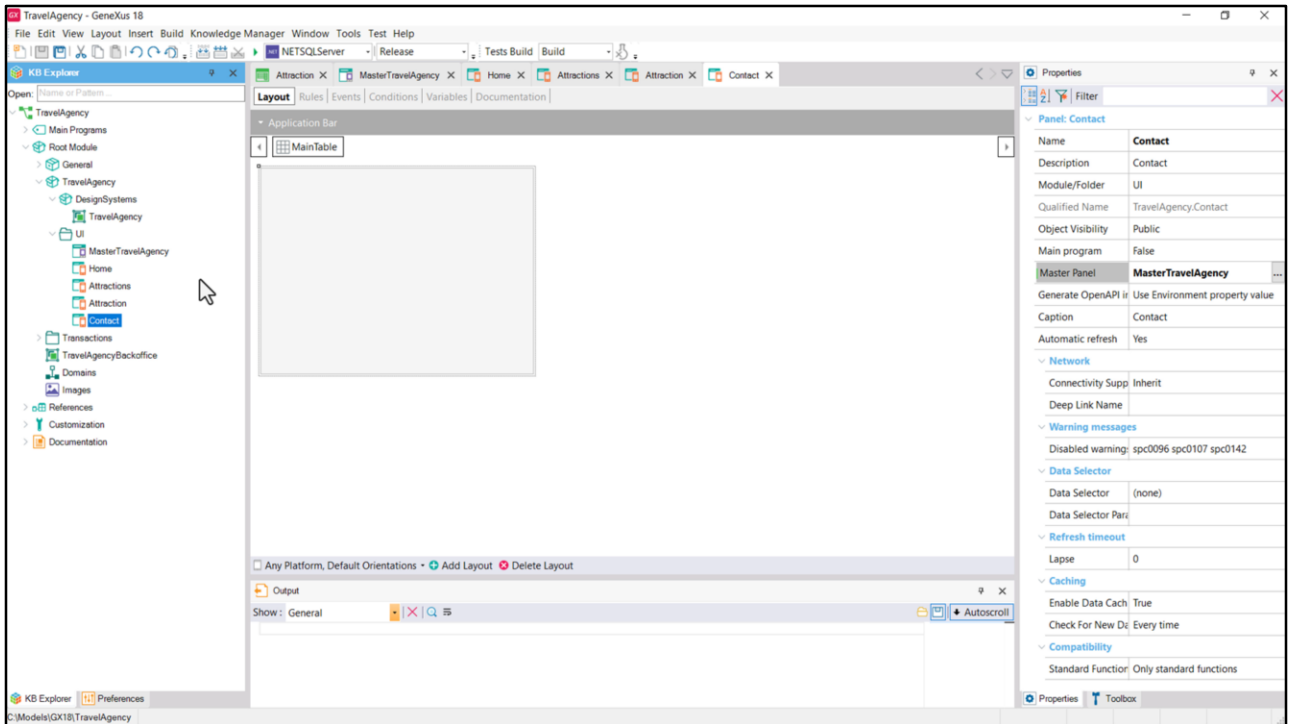 TravelAgency - GeneXus 18
File Edit View Layout Insert Build Knowledge Manager Window Tools Test Help
NETSQLServer Release Tests Build Build
KB Explorer
Open: Name or Pattern ...
TravelAgency
Main Programs
Root Module
General
TravelAgency
DesignSystems
TravelAgency
UI
MasterTravelAgency
Home
Attractions
Attraction
Contact
Transactions
TravelAgencyBackoffice
Domains
Images
References
Customization
Documentation
KB Explorer Preferences
C:\Models\GX18\TravelAgency
Attraction X MasterTravelAgency X Home X Attractions X Attraction X Contact X
Layout Rules Events Conditions Variables Documentation
Application Bar
MainTable
Any Platform, Default Orientations Add Layout Delete Layout
Output
Show: General Autoscroll
Properties
Filter
Panel: Contact
Name Contact
Description Contact
Module/Folder UI
Qualified Name TravelAgency.Contact
Object Visibility Public
Main program False
Master Panel MasterTravelAgency ...
Generate OpenAPI in Use Environment property value
Caption Contact
Automatic refresh Yes
Network
Connectivity Supp Inherit
Deep Link Name
Warning messages
Disabled warning: spc0096 spc0107 spc0142
Data Selector
Data Selector (none)
Data Selector Para
Refresh timeout
Lapse 0
Caching
Enable Data Cach True
Check For New Da Every time
Compatibility
Standard Function Only standard functions
Properties Toolbox